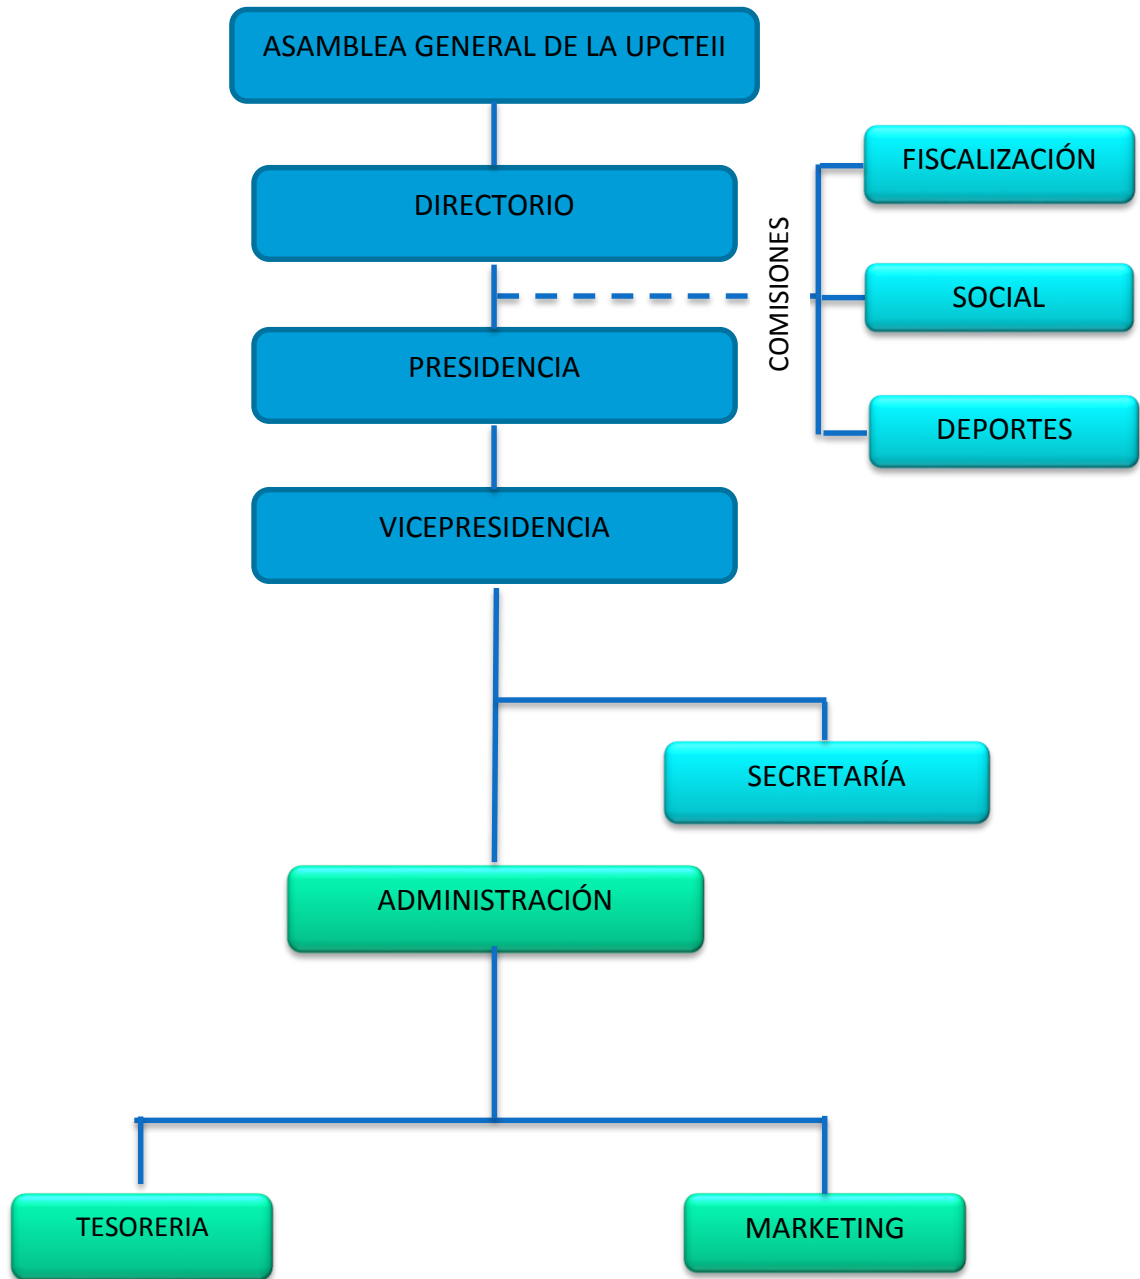 ASAMBLEA GENERAL DE LA UPCTEII
DIRECTORIO
COMISIONES
FISCALIZACIÓN
SOCIAL
DEPORTES
PRESIDENCIA
VICEPRESIDENCIA
SECRETARÍA
ADMINISTRACIÓN
TESORERIA
MARKETING